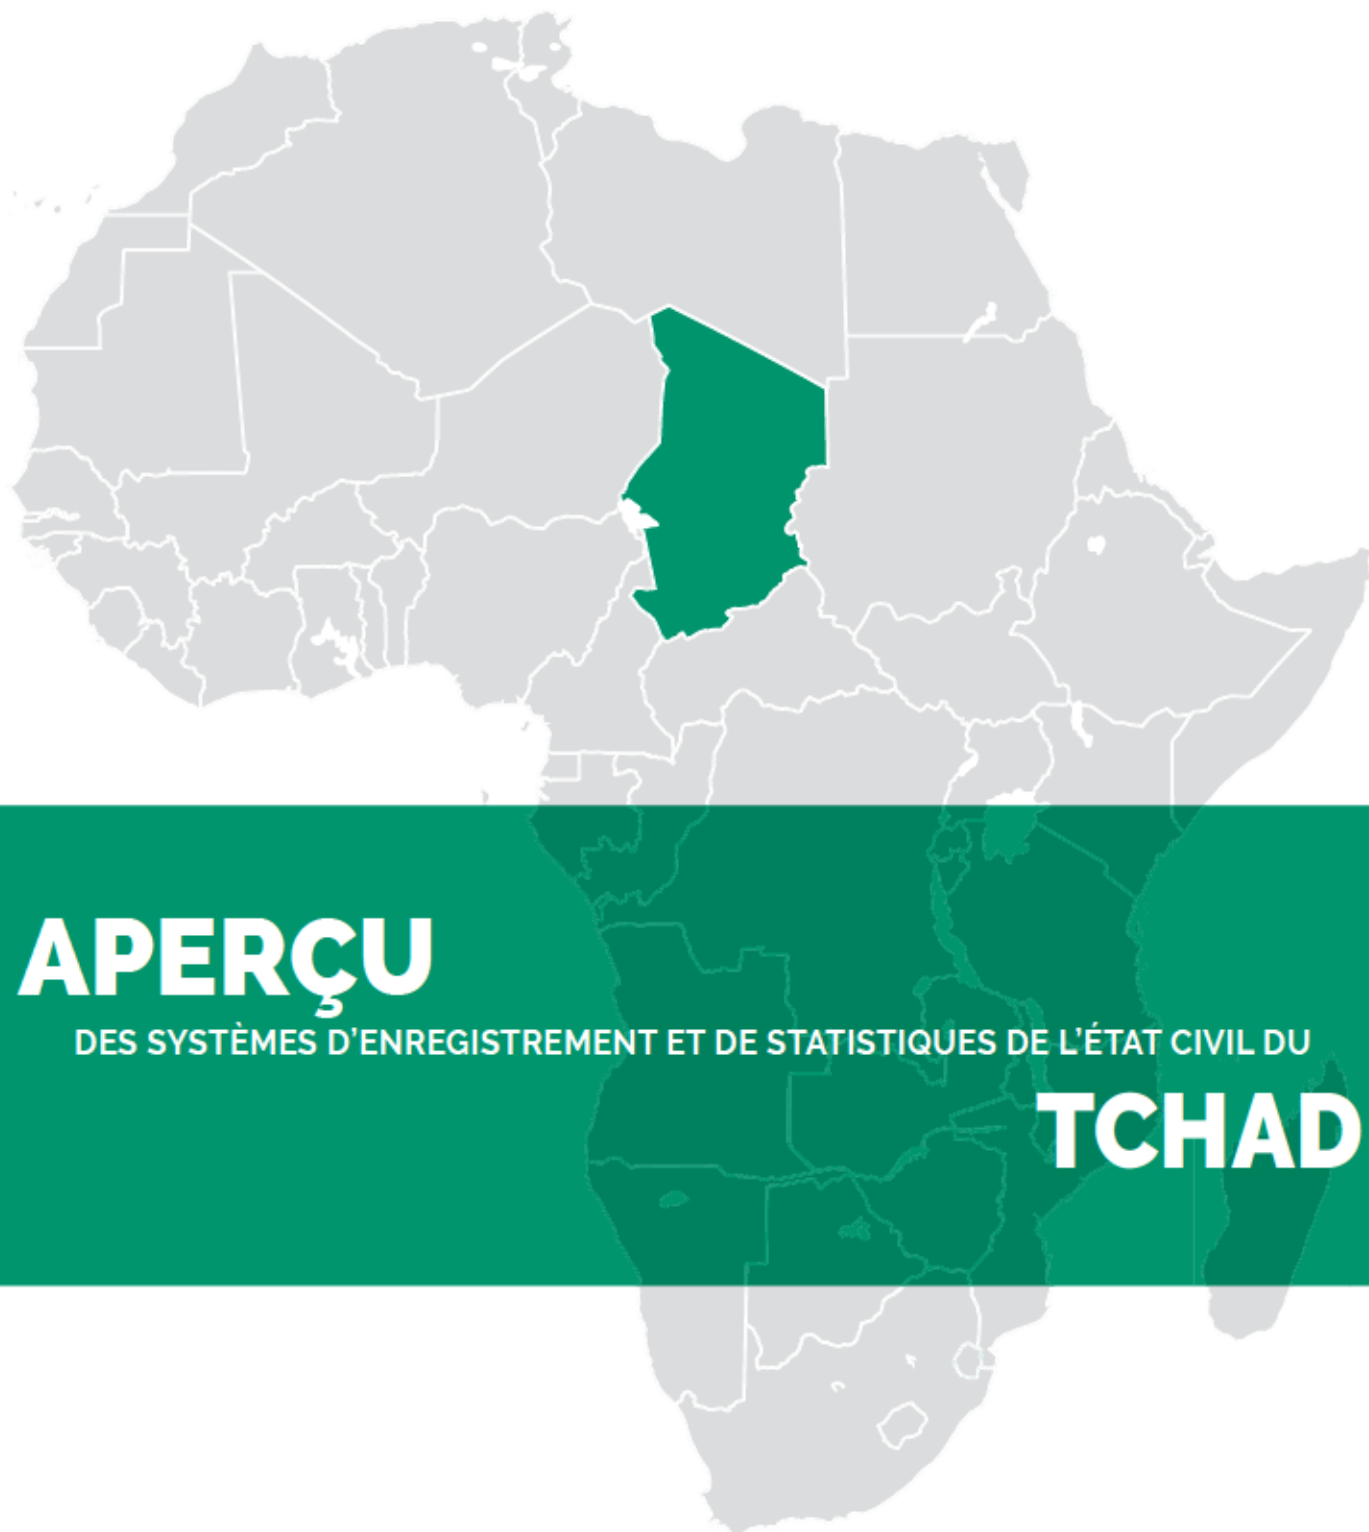 APERÇU
DES SYSTÈMES D'ENREGISTREMENT ET DE STATISTIQUES DE L'ÉTAT CIVIL DU
TCHAD